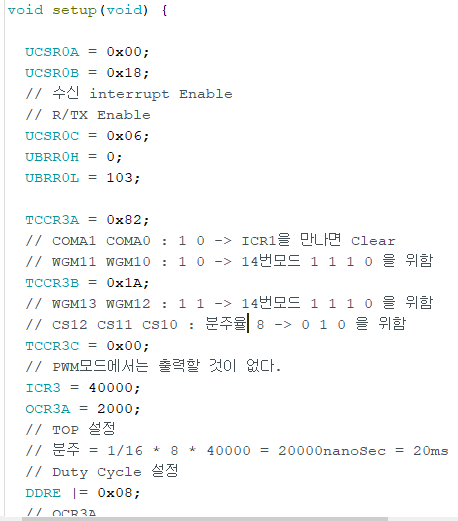 void setup(void) {
UCSR0A = 0x00;
UCSR0B = 0x18;
// 수신 interrupt Enable
// R/TX Enable
UCSR0C = 0x06;
UBRR0H = 0;
UBRR0L = 103;
TCCR3A = 0x82;
// COMA1 COMA0 : 1 0 -> ICR1을 만나면 Clear
// WGM11 WGM10 : 1 0 -> 14번모드 1 1 1 0 을 위함
TCCR3B = 0x1A;
// WGM13 WGM12 : 1 1 -> 14번모드 1 1 1 0 을 위함
// CS12 CS11 CS10 : 분주율 8 -> 0 1 0 을 위함
TCCR3C = 0x00;
// PWM모드에서는 출력할 것이 없다.
ICR3 = 40000;
OCR3A = 2000;
// TOP 설정
// 분주 = 1/16 * 8 * 40000 = 20000nanoSec = 20ms
// Duty Cycle 설정
DDRE |= 0x08;
// OCR3A